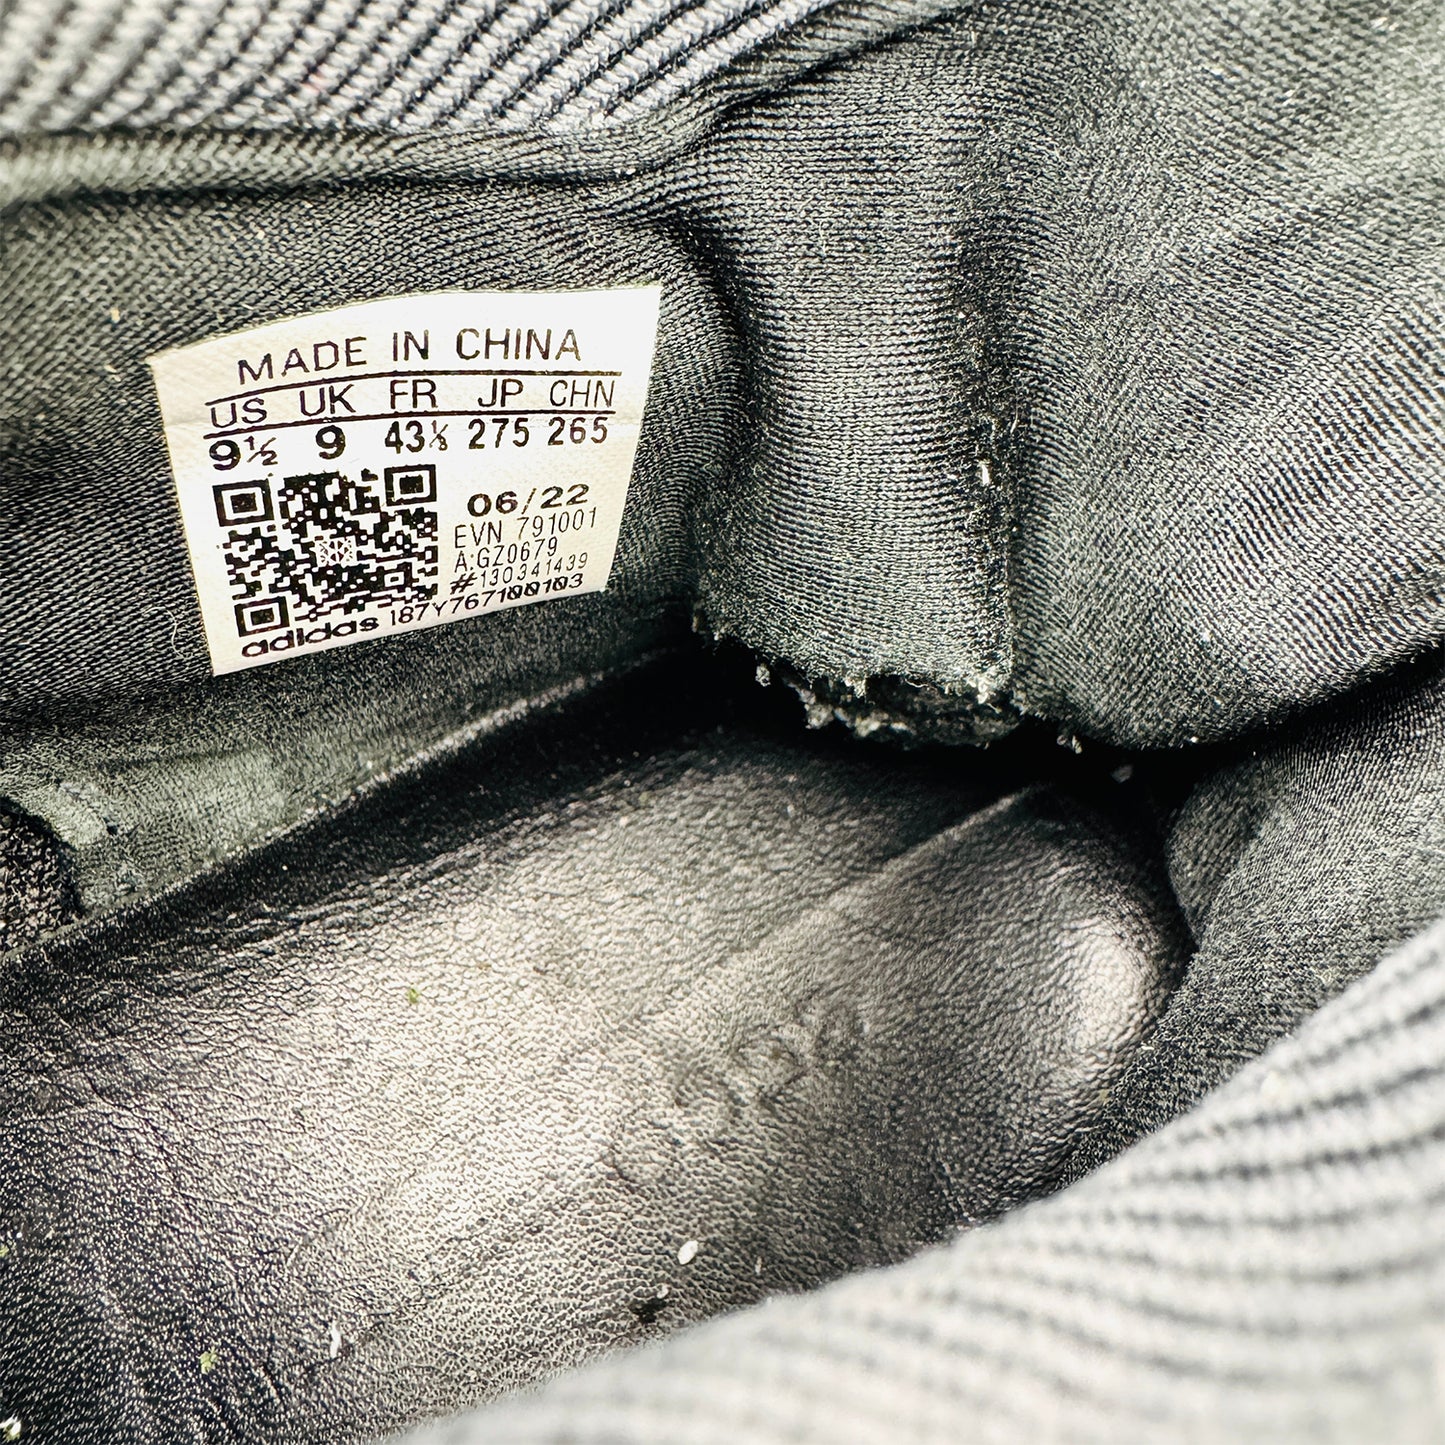 MADE IN CHINA
US UK FR JP CHN
9½ 9 43⅓ 275 265
06/22
EVN 791001
A:GZ0679
#130341439
adidas 187Y767100103